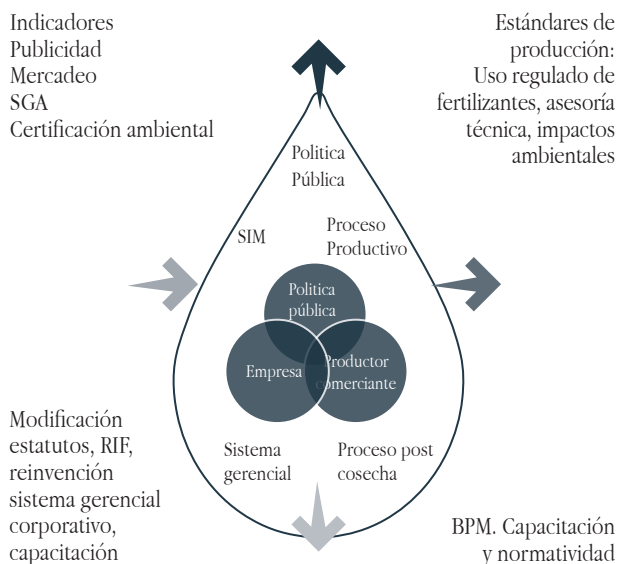 Indicadores
Publicidad
Mercadeo
SGA
Certificación ambiental
Estándares de
producción:
Uso regulado de
fertilizantes, asesoría
técnica, impactos
ambientales
Politica
Pública
SIM
Proceso
Productivo
Politica
pública
Empresa
Productor
comerciante
Sistema
gerencial
Proceso post
cosecha
Modificación
estatutos, RIF,
reinvención
sistema gerencial
corporativo,
capacitación
BPM. Capacitación
y normatividad